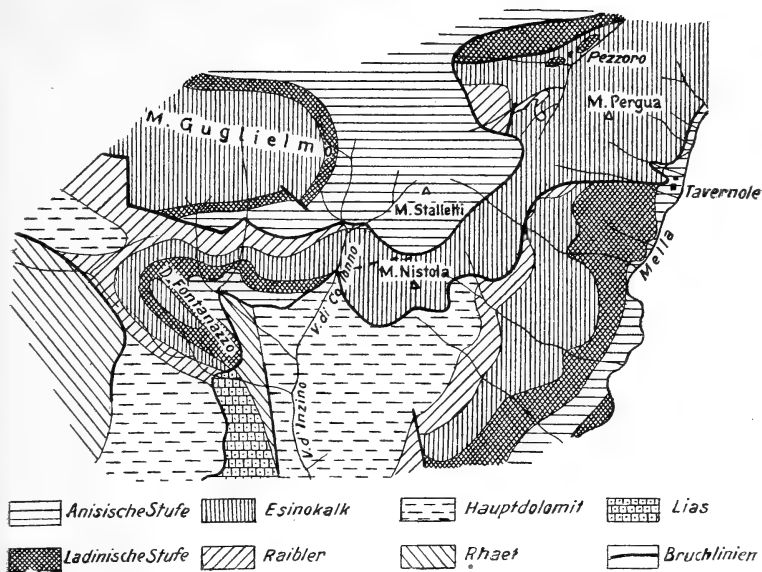 Pezzoro
M. Guglielmo
M. Pergua
Tavernole
M. Stalletti
Mella
M. Nistola
D. Fontanazzo
V. d'Inzino
Anisische Stufe
Esinokalk
Hauptdolomit
Lias
Ladinische Stufe
Raibler
Rhaet
Bruchlinien